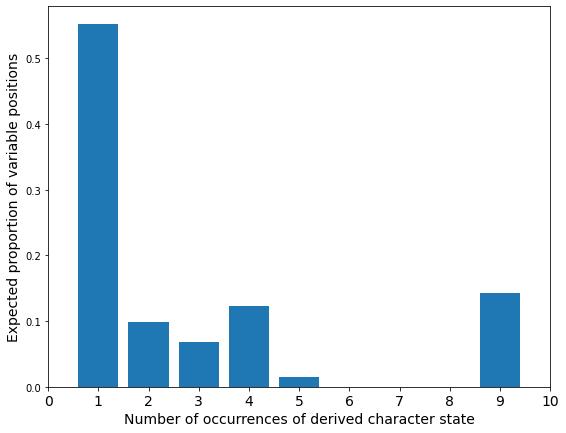 Expected proportion of variable positions
0.5
0.4
0.3
0.2
0.1
0.0
0 1 2 3 4 5 6 7 8 9 10
Number of occurrences of derived character state